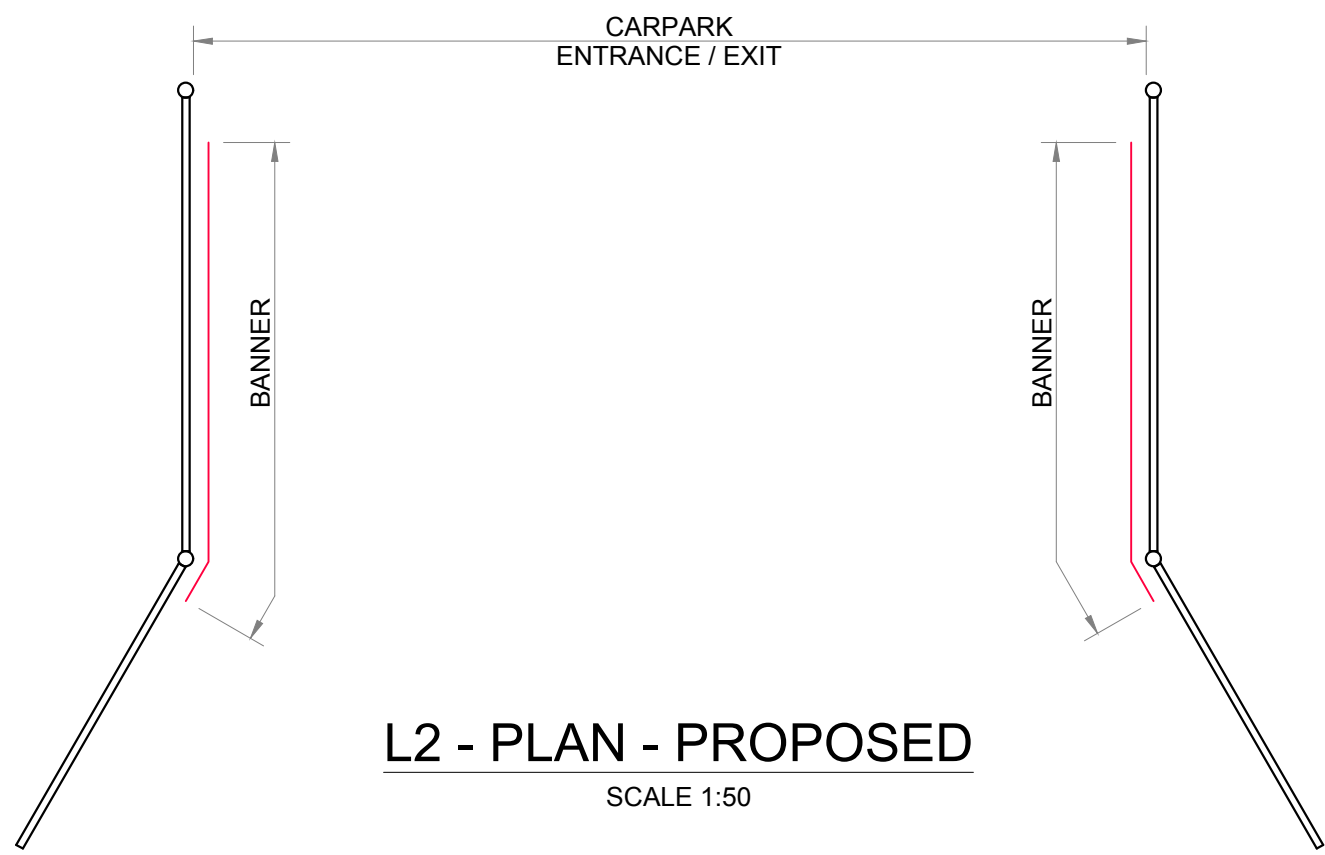 CARPARK
ENTRANCE / EXIT
BANNER
BANNER
L2 - PLAN - PROPOSED
SCALE 1:50